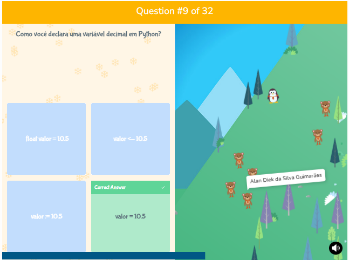 Question #9 of 32
Como você declara uma variável decimal em Python?
Real valor = 10.5
valor <- 10.5
Correct Answer
valor := 10.5
valor = 10.5
Alan Diek da Silva Guimarães